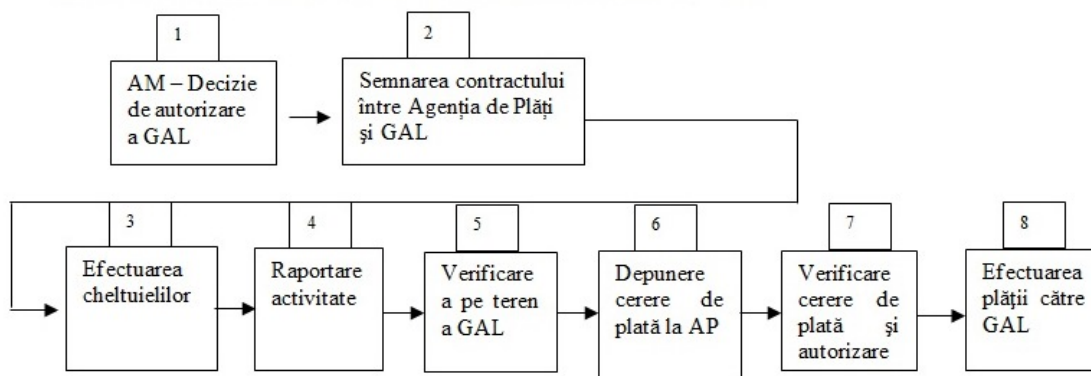 1
AM – Decizie
de autorizare
a GAL
2
Semnarea contractului
între Agenția de Plăți
şi GAL
3
Efectuarea
cheltuielilor
4
Raportare
activitate
5
Verificare
a pe teren
a GAL
6
Depunere
cerere de
plată la AP
7
Verificare
cerere de
plată şi
autorizare
8
Efectuarea
plății către
GAL